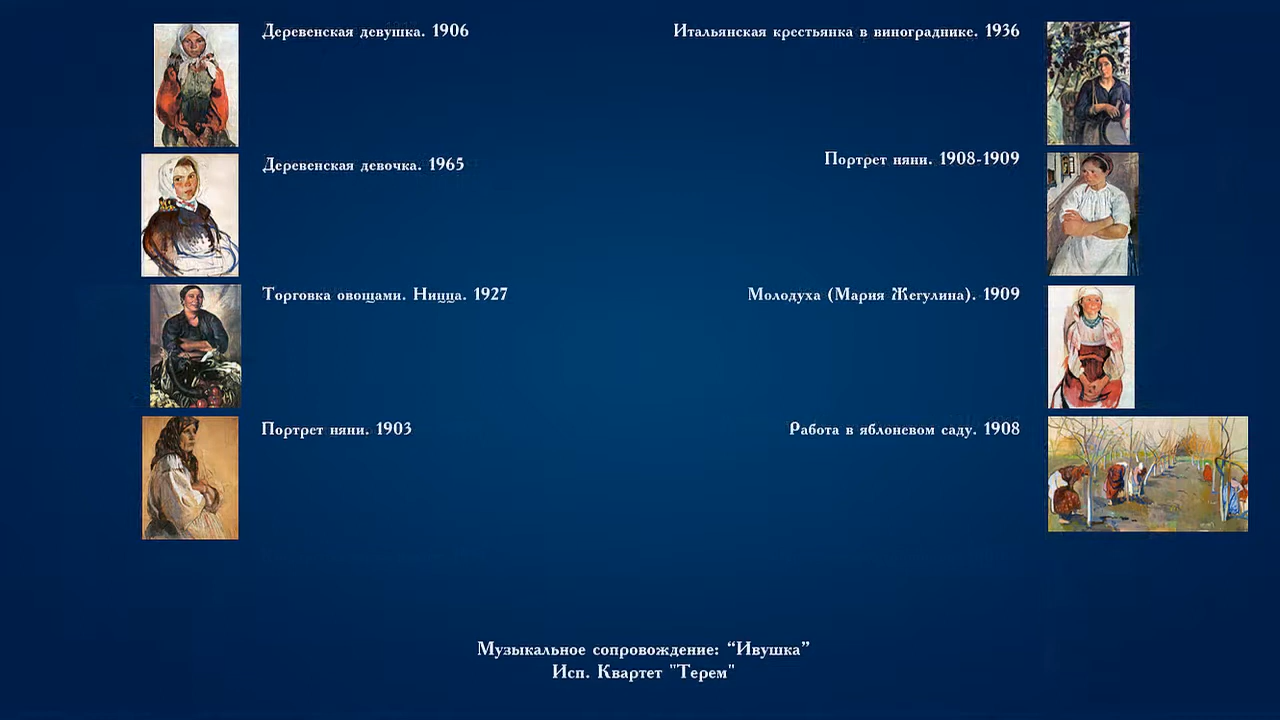 Деревенская девушка. 1906
Деревенская девочка. 1965
Торговка овощами. Ницца. 1927
Портрет няни. 1903
Итальянская крестьянка в винограднике. 1936
Портрет няни. 1908-1909
Молодуха (Мария Жегулина). 1909
Работа в яблоневом саду. 1908
Музыкальное сопровождение: “Ивушка”
Исп. Квартет "Терем"